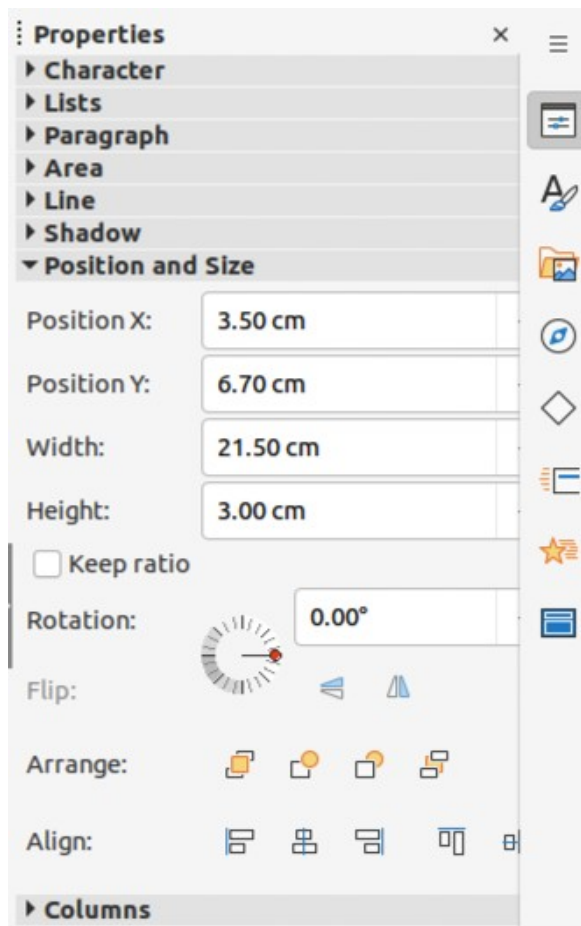 Properties
Character
Lists
Paragraph
Area
Line
Shadow
Position and Size
Position X: 3.50 cm
Position Y: 6.70 cm
Width: 21.50 cm
Height: 3.00 cm
Keep ratio
Rotation: 0.00°
Flip:
Arrange:
Align:
Columns